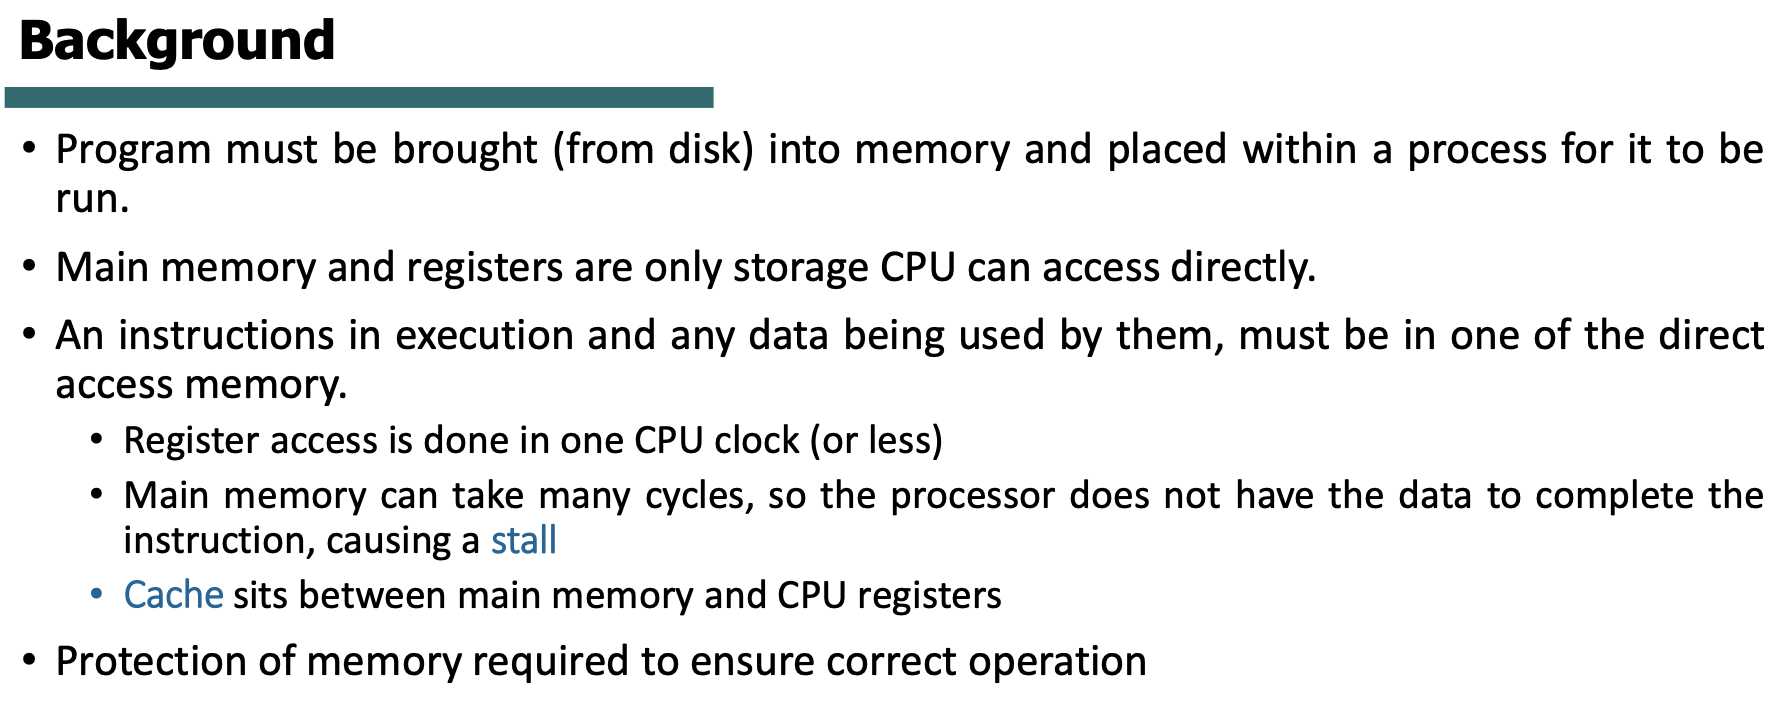 Background
• Program must be brought (from disk) into memory and placed within a process for it to be
run.
• Main memory and registers are only storage CPU can access directly.
• An instructions in execution and any data being used by them, must be in one of the direct
access memory.
• Register access is done in one CPU clock (or less)
• Main memory can take many cycles, so the processor does not have the data to complete the
instruction, causing a stall
• Cache sits between main memory and CPU registers
• Protection of memory required to ensure correct operation